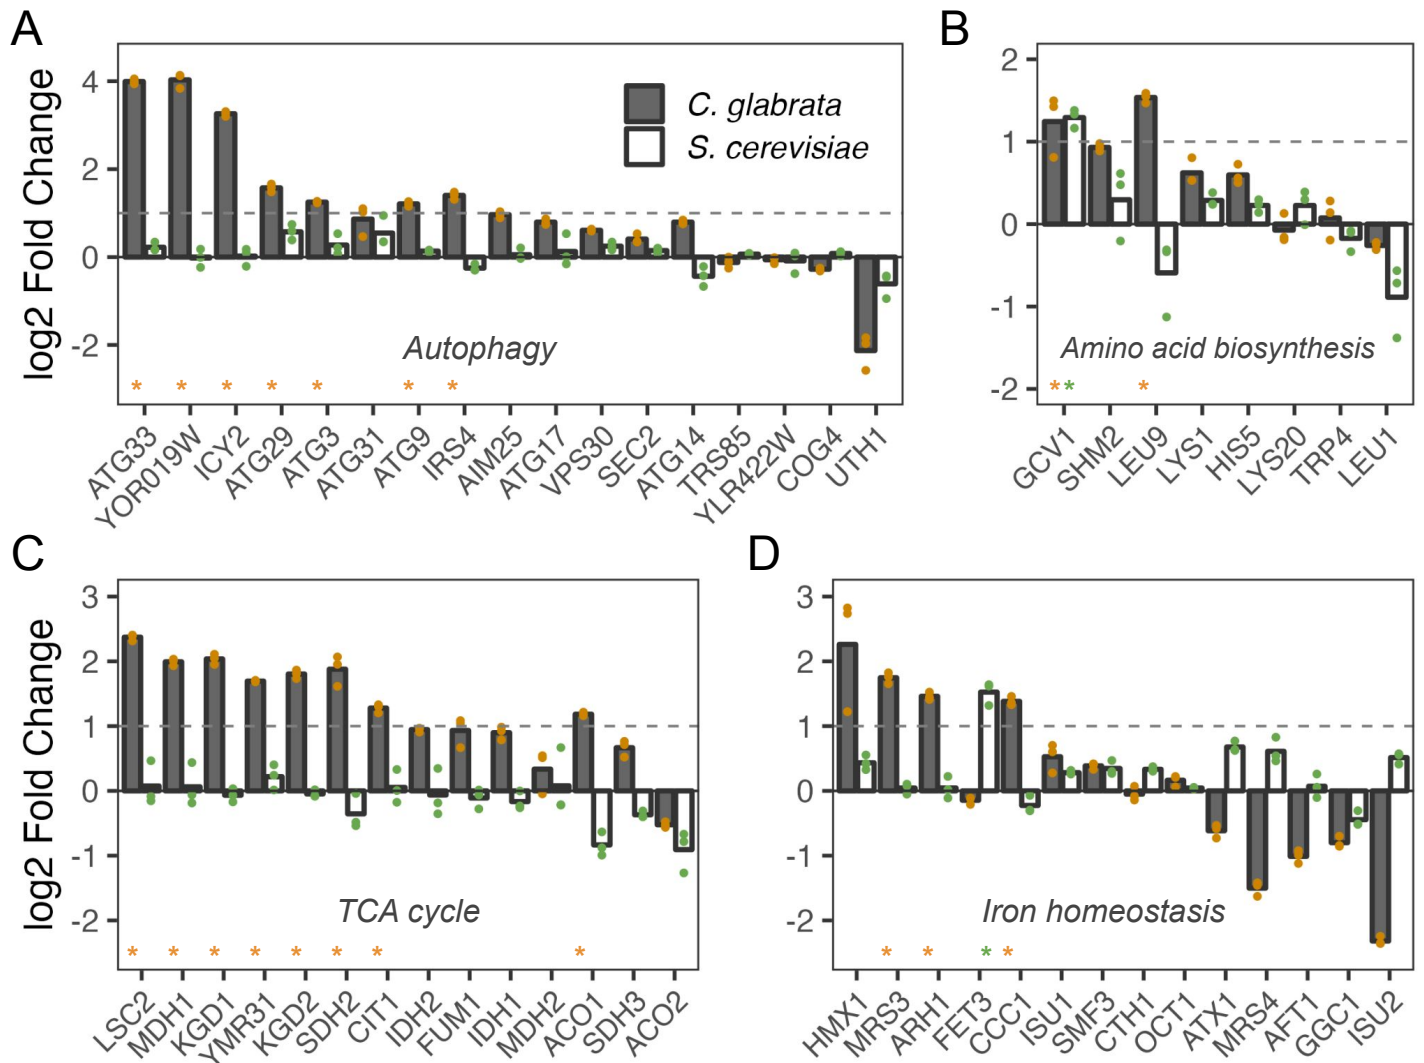 A
log2 Fold Change
4
2
0
-2
C. glabrata
S. cerevisiae
Autophagy
* * * * * * *
ATG33 YOR019W ICY2 ATG29 ATG3 ATG31 ATG9 IRS4 AIM25 ATG17 VPS30 SEC2 ATG14 TRS85 YLR422W COG4 UTH1
B
2
1
0
-1
-2
Amino acid biosynthesis
* * *
GCV1 SHM2 LEU9 LYS1 HIS5 LYS20 TRP4 LEU1
C
log2 Fold Change
3
2
1
0
-1
-2
TCA cycle
* * * * * * * *
LSC2 MDH1 KGD1 YMR31 KGD2 SDH2 CIT1 IDH2 FUM1 IDH1 MDH2 ACO1 SDH3 ACO2
D
3
2
1
0
-1
-2
Iron homeostasis
* * * *
HMX1 MRS3 ARH1 FET3 CCC1 ISU1 SMF3 CTH1 OCT1 ATX1 MRS4 AFT1 GGC1 ISU2